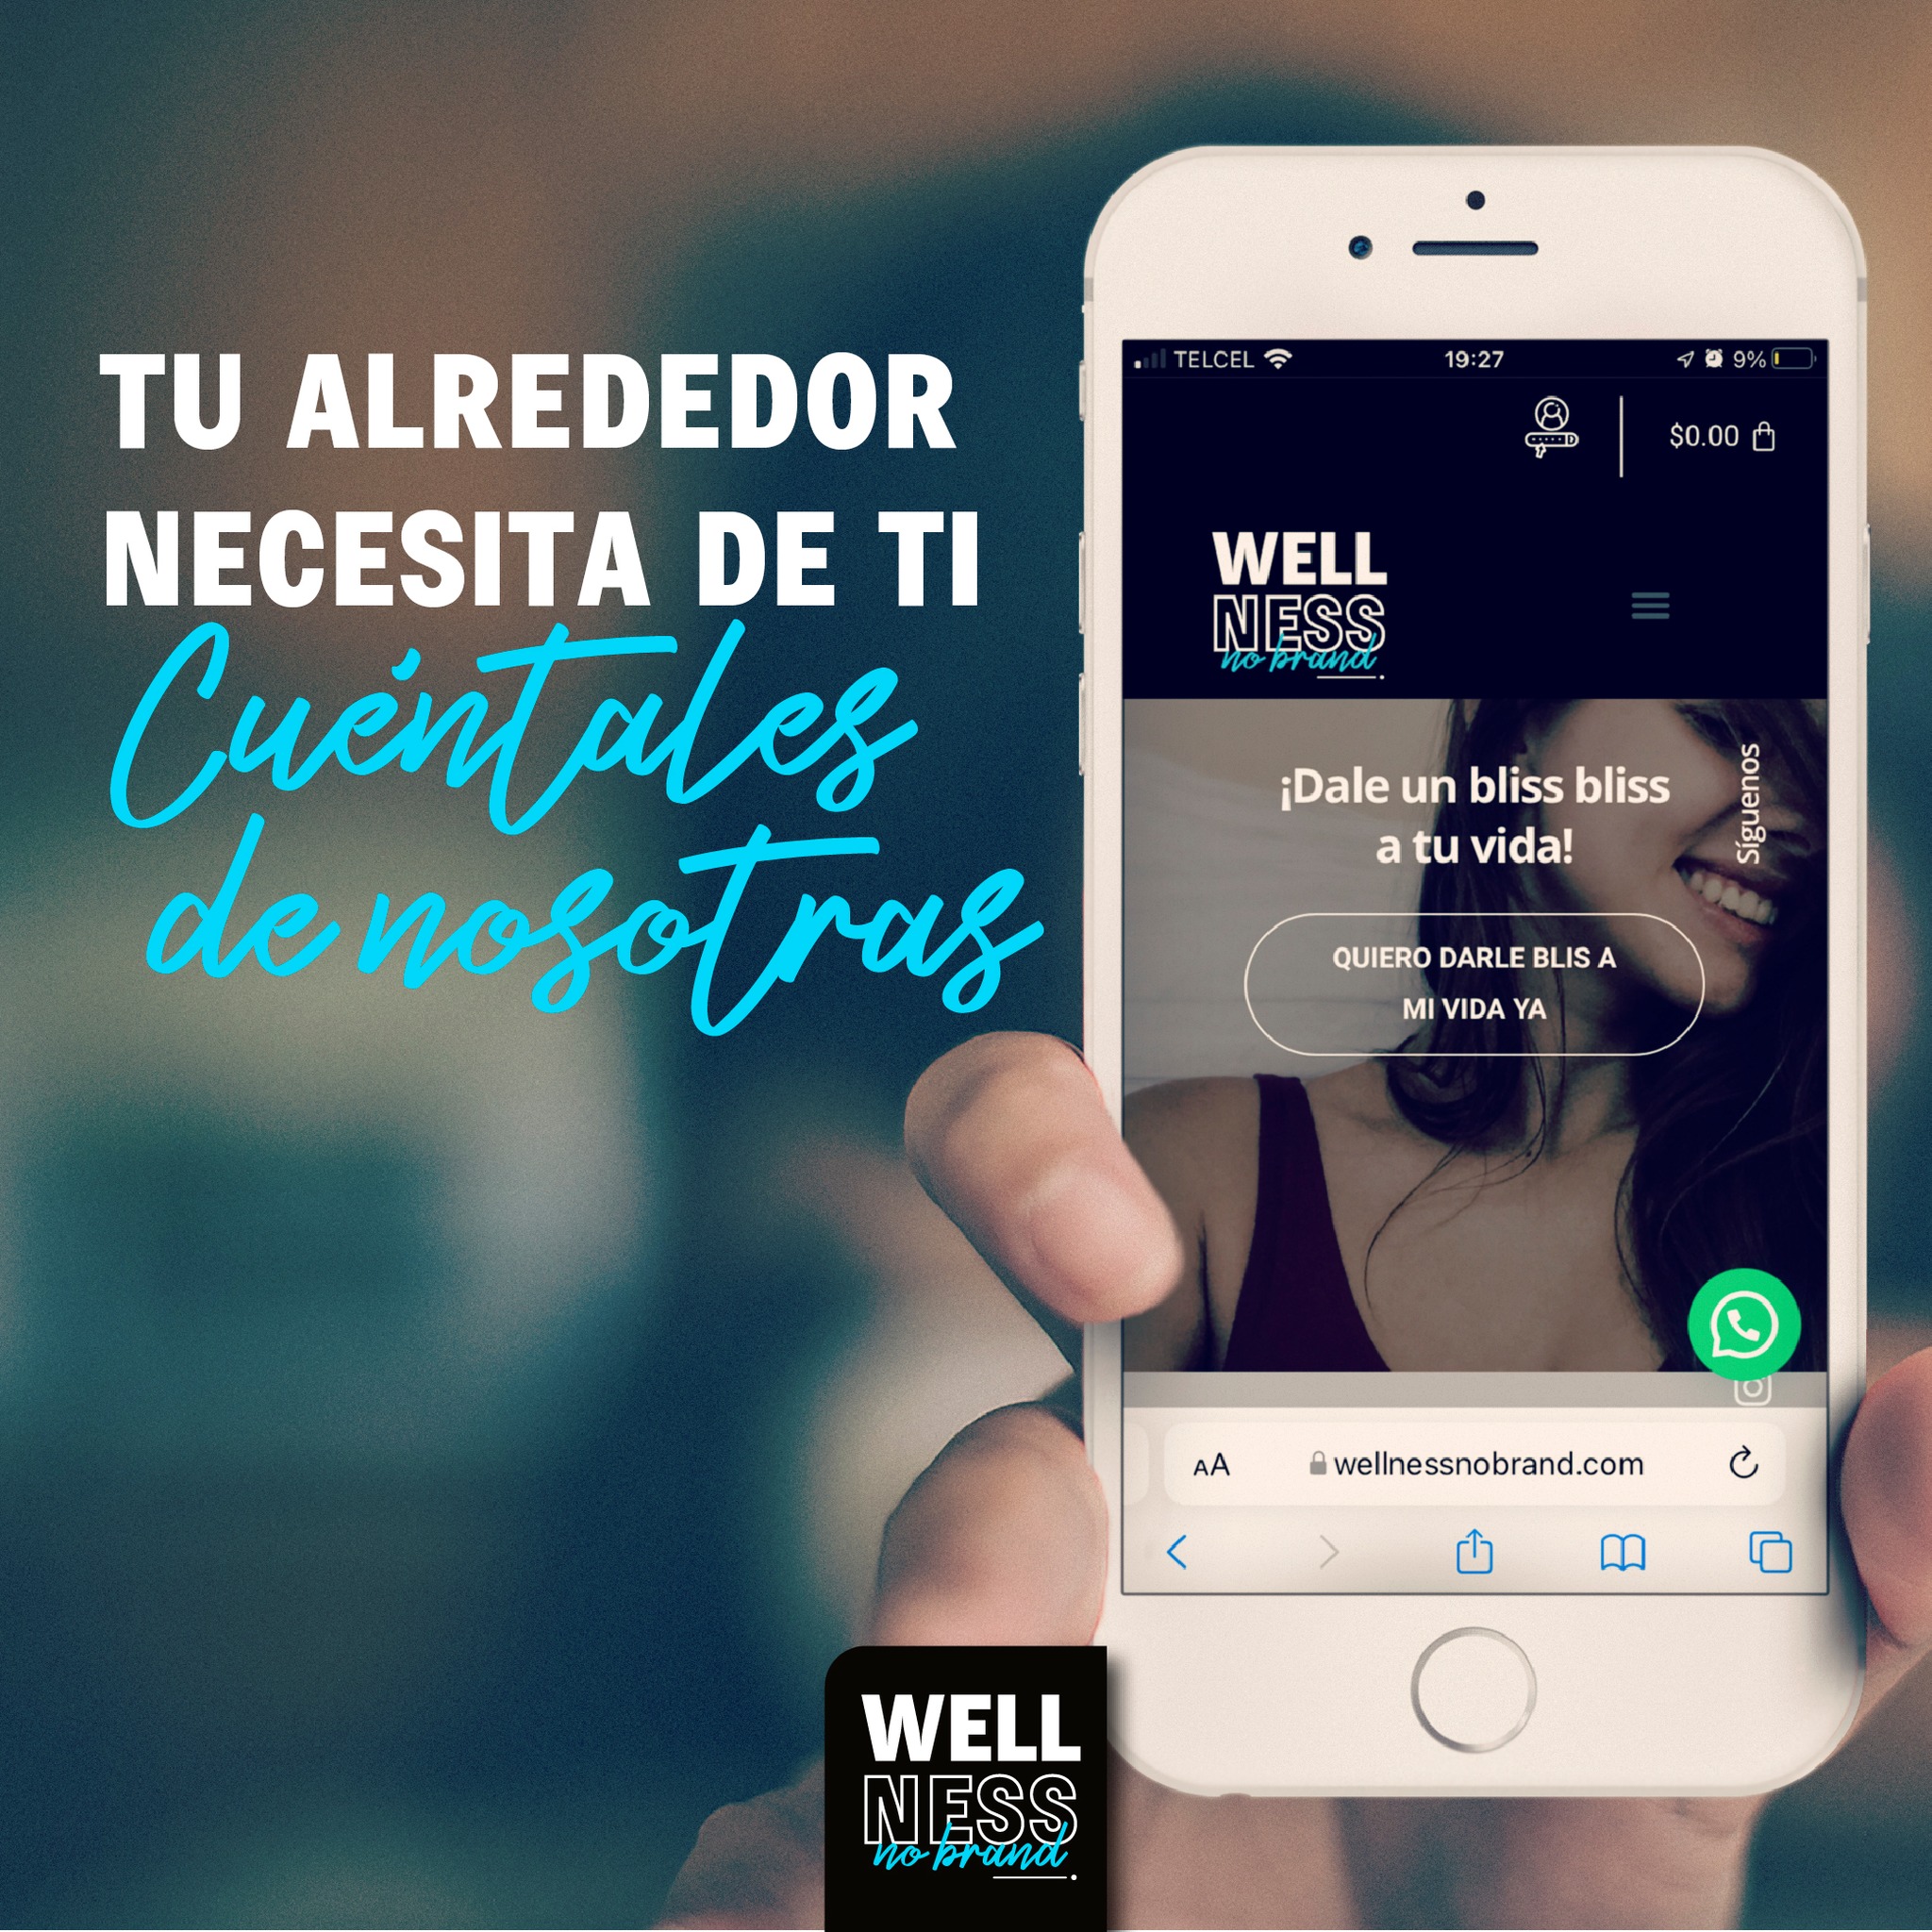 TU ALREDEDOR
NECESITA DE TI
Cuéntales
de nosotras
TELCEL
19:27
9%
$0.00
WELL
NESS
no brand
¡Dale un bliss bliss
a tu vida!
Síguenos
QUIERO DARLE BLIS A
MI VIDA YA
AA
wellnessnobrand.com
WELL
NESS
no brand